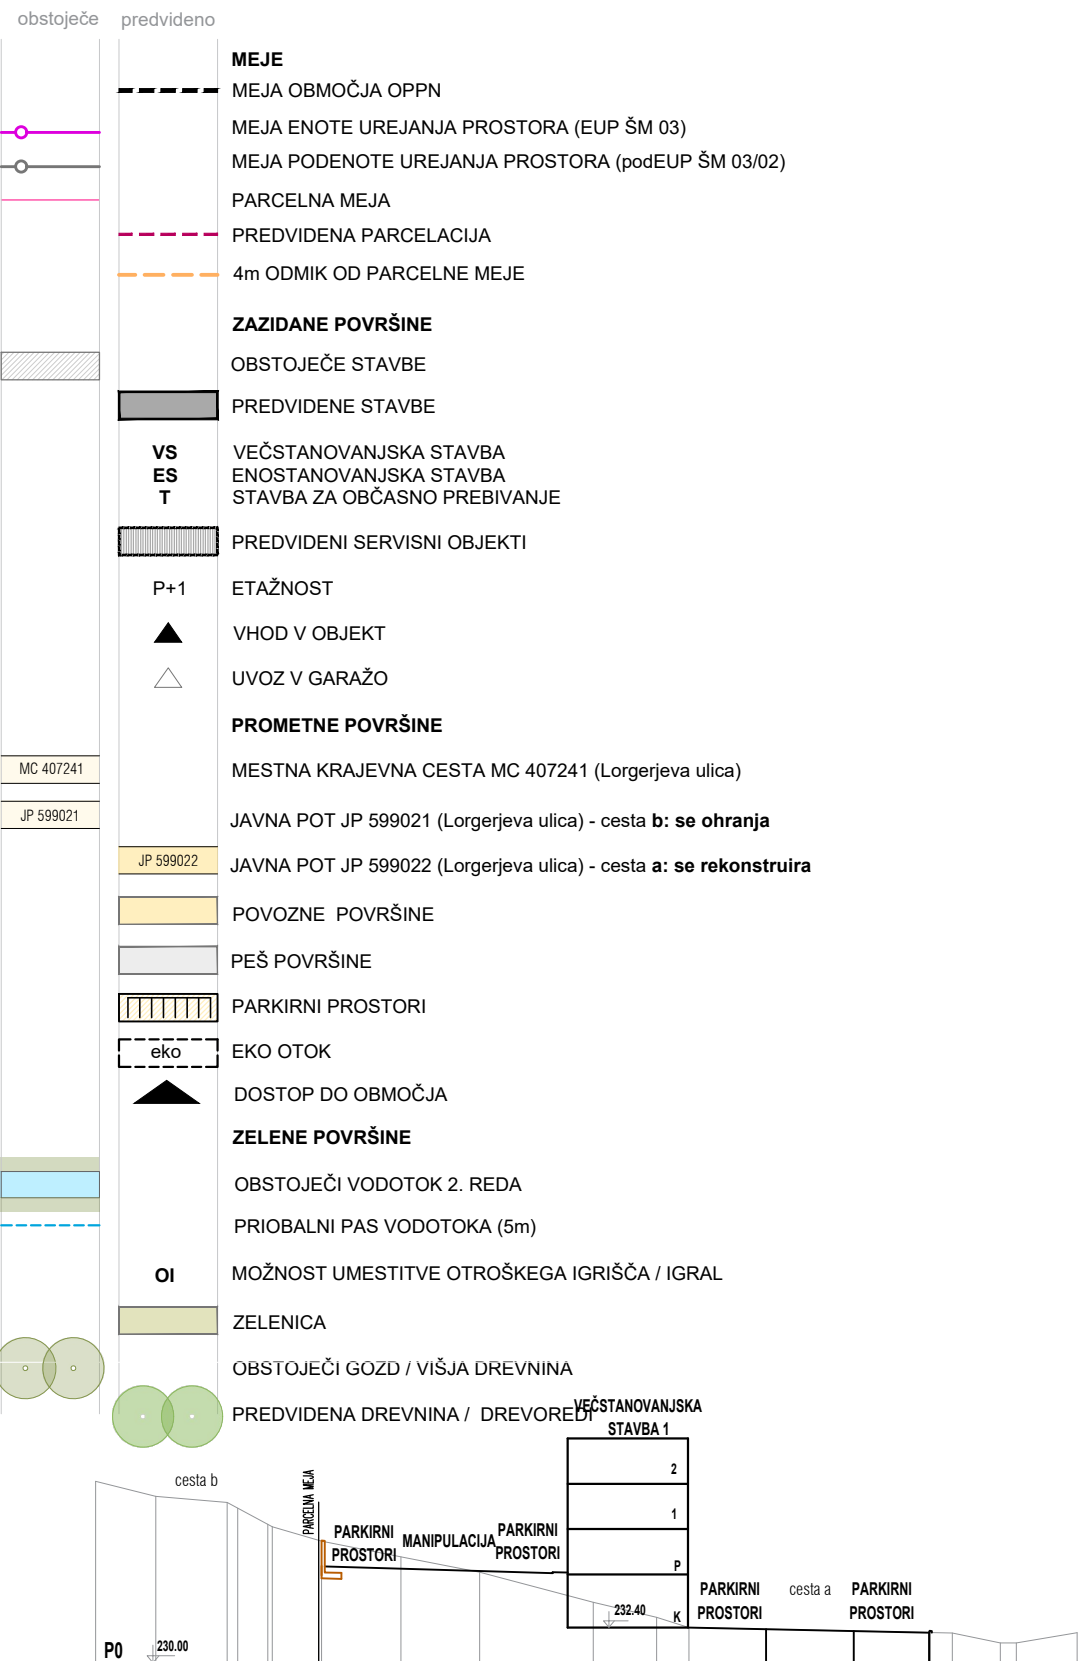 obstoječe predvideno
MEJE
MEJA OBMOČJA OPPN
MEJA ENOTE UREJANJA PROSTORA (EUP ŠM 03)
MEJA PODENOTE UREJANJA PROSTORA (podEUP ŠM 03/02)
PARCELNA MEJA
PREDVIDENA PARCELACIJA
4m ODMIK OD PARCELNE MEJE
ZAZIDANE POVRŠINE
OBSTOJEČE STAVBE
PREDVIDENE STAVBE
VS VEČSTANOVANJSKA STAVBA
ES ENOSTANOVANJSKA STAVBA
T STAVBA ZA OBČASNO PREBIVANJE
PREDVIDENI SERVISNI OBJEKTI
P+1 ETAŽNOST
VHOD V OBJEKT
UVOZ V GARAŽO
PROMETNE POVRŠINE
MC 407241 MESTNA KRAJEVNA CESTA MC 407241 (Lorgerjeva ulica)
JP 599021 JAVNA POT JP 599021 (Lorgerjeva ulica) - cesta b: se ohranja
JP 599022 JAVNA POT JP 599022 (Lorgerjeva ulica) - cesta a: se rekonstruira
POVOZNE POVRŠINE
PEŠ POVRŠINE
PARKIRNI PROSTORI
eko EKO OTOK
DOSTOP DO OBMOČJA
ZELENE POVRŠINE
OBSTOJEČI VODOTOK 2. REDA
PRIOBALNI PAS VODOTOKA (5m)
OI MOŽNOST UMESTITVE OTROŠKEGA IGRIŠČA / IGRAL
ZELENICA
OBSTOJEČI GOZD / VIŠJA DREVNINA
PREDVIDENA DREVNINA / DREVOREDI
VEČSTANOVANJSKA
STAVBA 1
2
cesta b
PARCELNA MEJA
1
PARKIRNI
PROSTORI
MANIPULACIJA
PARKIRNI
PROSTORI
P
PARKIRNI
PROSTORI
cesta a
PARKIRNI
PROSTORI
232.40
K
P0
230.00